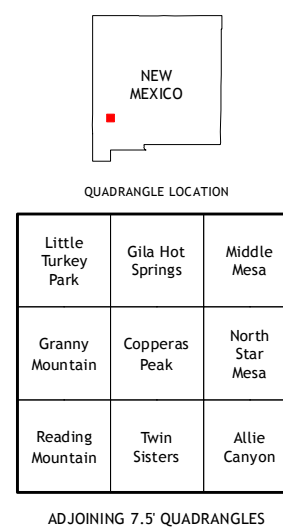 NEW
MEXICO
QUADRANGLE LOCATION
Little
Turkey
Park
Gila Hot
Springs
Middle
Mesa
Granny
Mountain
Copperas
Peak
North
Star
Mesa
Reading
Mountain
Twin
Sisters
Allie
Canyon
ADJOINING 7.5' QUADRANGLES